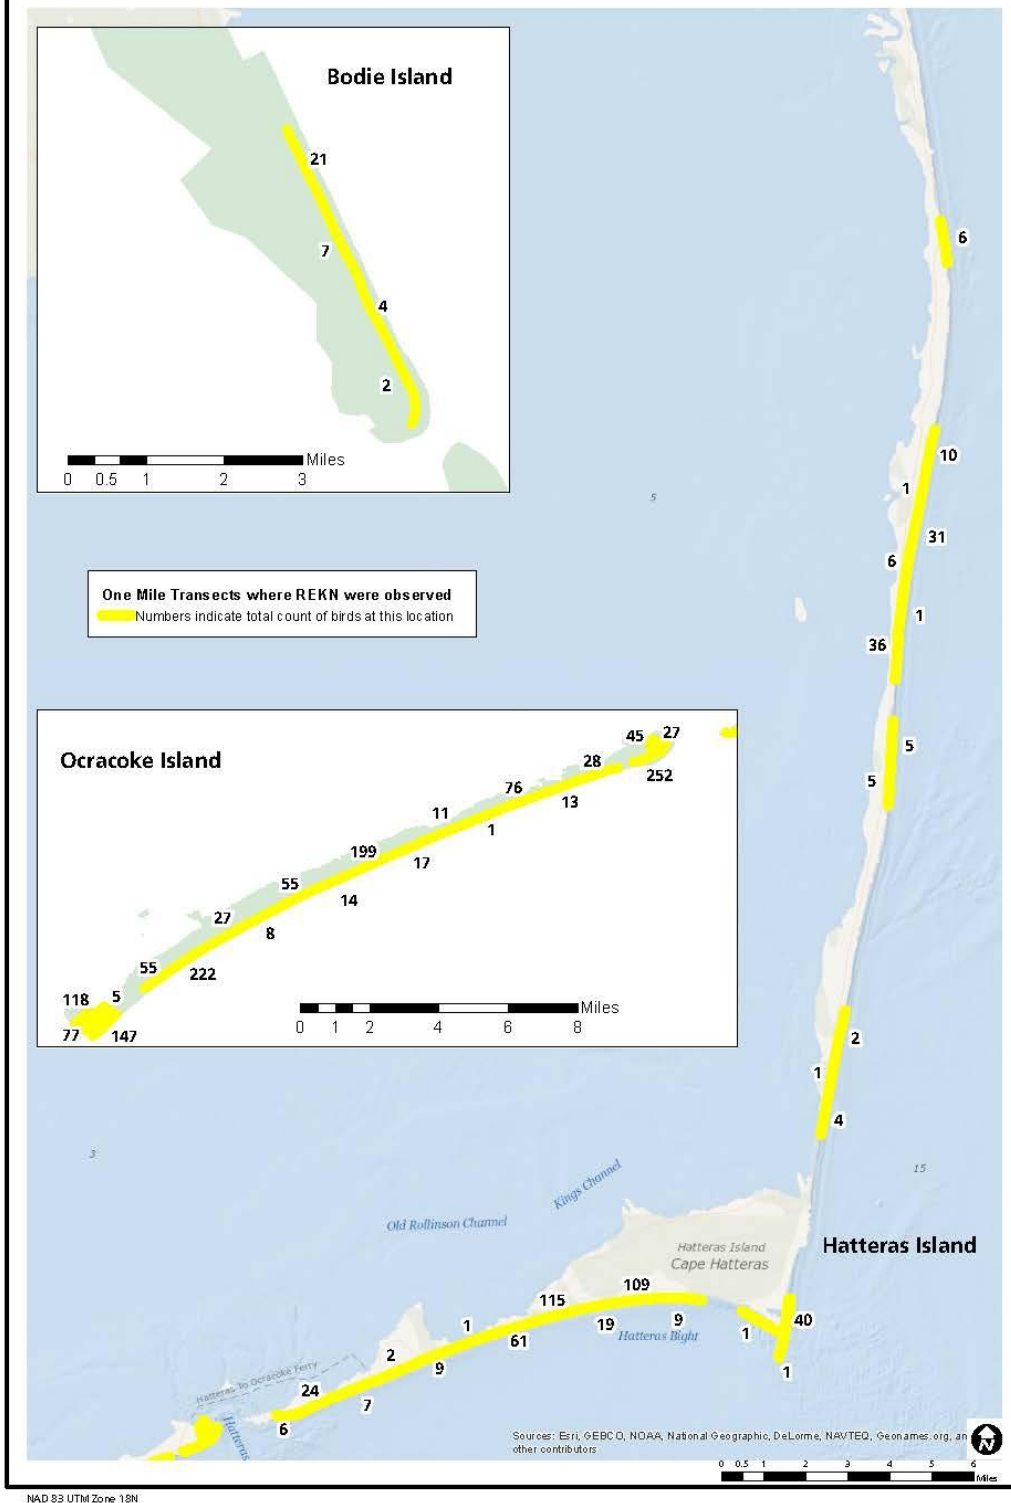 Bodie Island
21
7
4
2
Miles
0 0.5 1 2 3
6
10
1
31
6
1
36
5
5
5
One Mile Transects where REKN were observed
Numbers indicate total count of birds at this location
Ocracoke Island
45 27
28 252
76 13
11 1
199 17
55 14
27 8
55 222
118 5
77 147
Miles
0 1 2 4 6 8
2
1
4
3
15
Kings Channel
Old Rollinson Channel
Hatteras Island
Cape Hatteras
Hatteras Island
109
115
19 9
Hatteras Bight
1 40
1
1
61
2 9
24 7
6
Hatteras To Ocracoke Ferry
Hatteras
Sources: Esri, GEBCO, NOAA, National Geographic, DeLorme, NAVTEQ, Geonames.org, an
other contributors
N
0 0.5 1 2 3 4 5 6
Miles
NAD 83 UTM Zone 18N